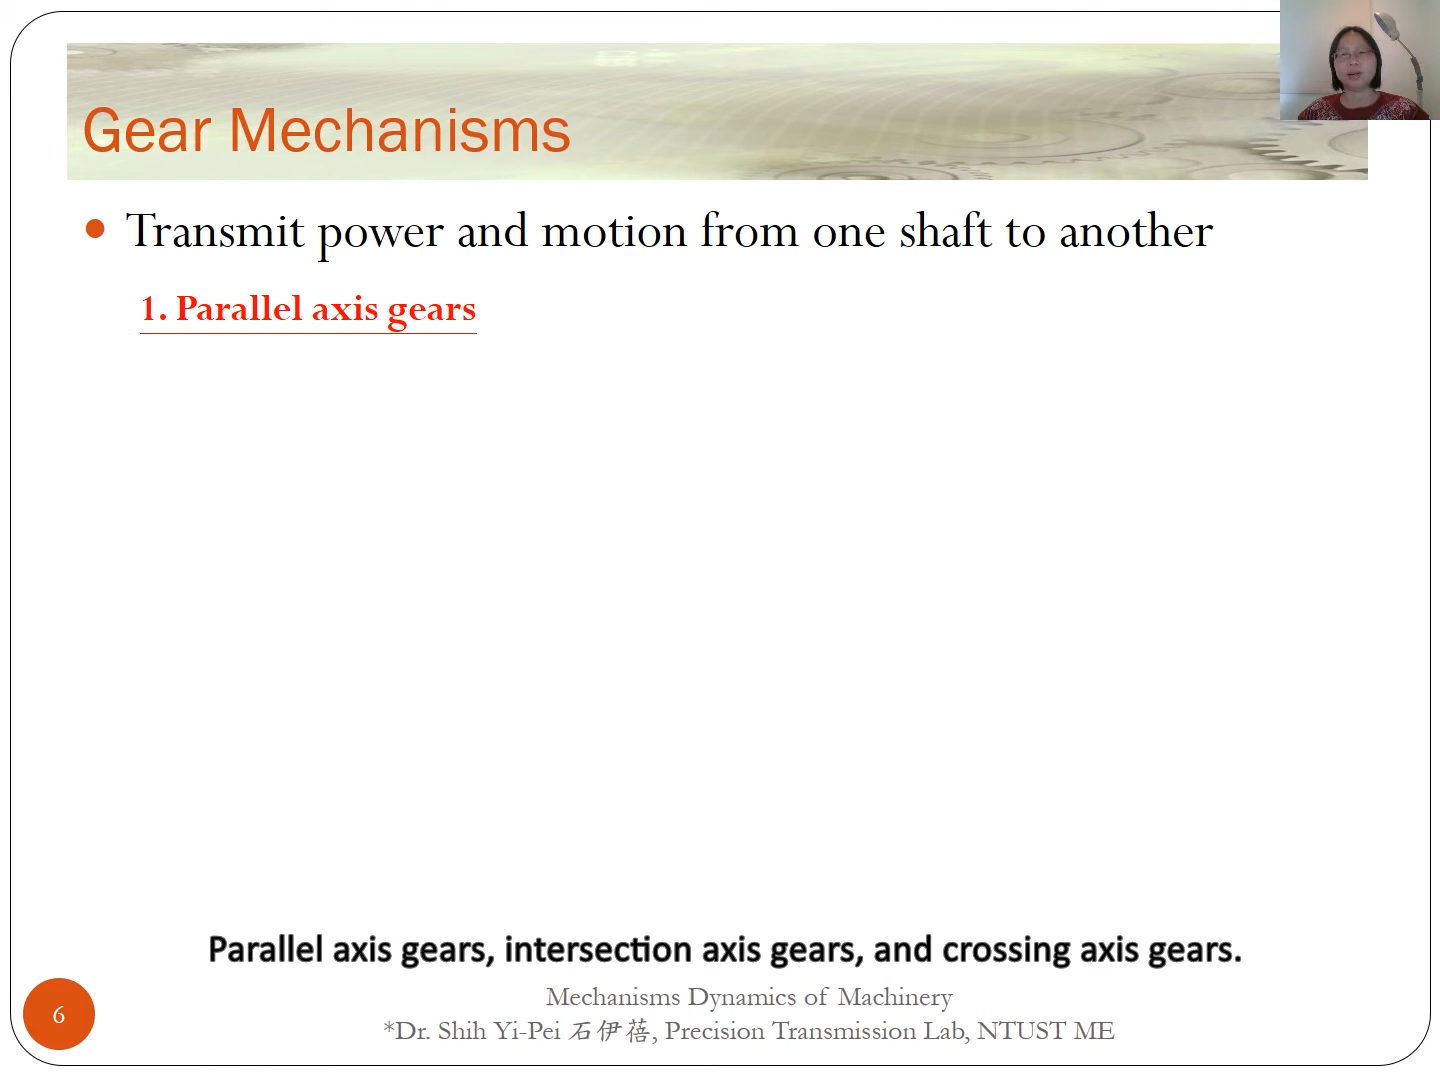 Gear Mechanisms
Transmit power and motion from one shaft to another
1. Parallel axis gears
Parallel axis gears, intersection axis gears, and crossing axis gears.
6
Mechanisms Dynamics of Machinery
*Dr. Shih Yi-Pei 石伊蓓, Precision Transmission Lab, NTUST ME